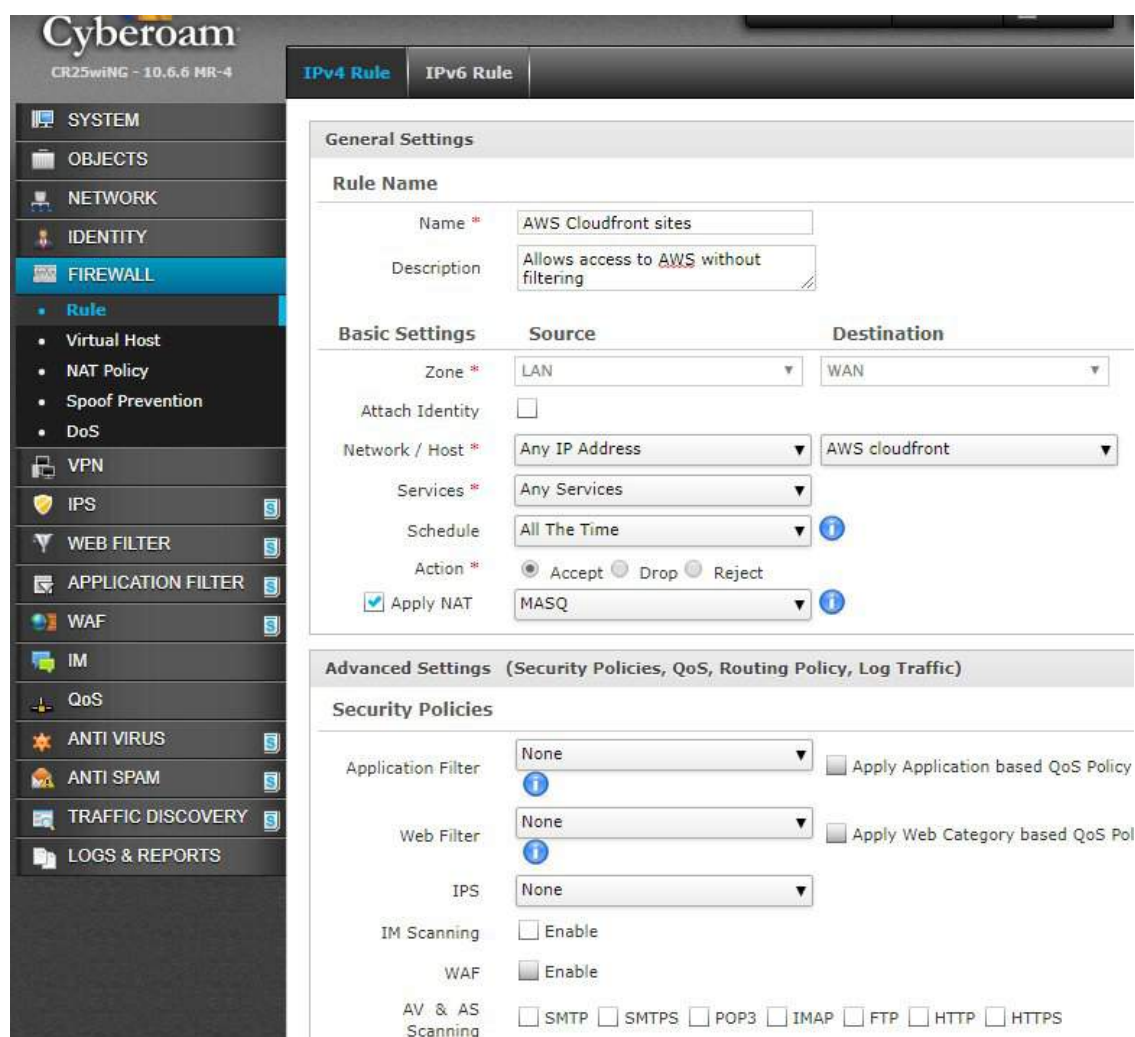 Cyberoam
CR25wiNG - 10.6.6 MR-4
IPv4 Rule IPv6 Rule
SYSTEM
OBJECTS
NETWORK
IDENTITY
FIREWALL
Rule
Virtual Host
NAT Policy
Spoof Prevention
DoS
VPN
IPS S
WEB FILTER S
APPLICATION FILTER S
WAF S
IM
QoS
ANTI VIRUS S
ANTI SPAM S
TRAFFIC DISCOVERY S
LOGS & REPORTS
General Settings
Rule Name
Name * AWS Cloudfront sites
Description Allows access to AWS without
filtering
Basic Settings Source Destination
Zone * LAN WAN
Attach Identity
Network / Host * Any IP Address AWS cloudfront
Services * Any Services
Schedule All The Time i
Action * Accept Drop Reject
Apply NAT MASQ i
Advanced Settings (Security Policies, QoS, Routing Policy, Log Traffic)
Security Policies
Application Filter None Apply Application based QoS Policy
i
Web Filter None Apply Web Category based QoS Pol
i
IPS None
IM Scanning Enable
WAF Enable
AV & AS
Scanning SMTP SMTPS POP3 IMAP FTP HTTP HTTPS